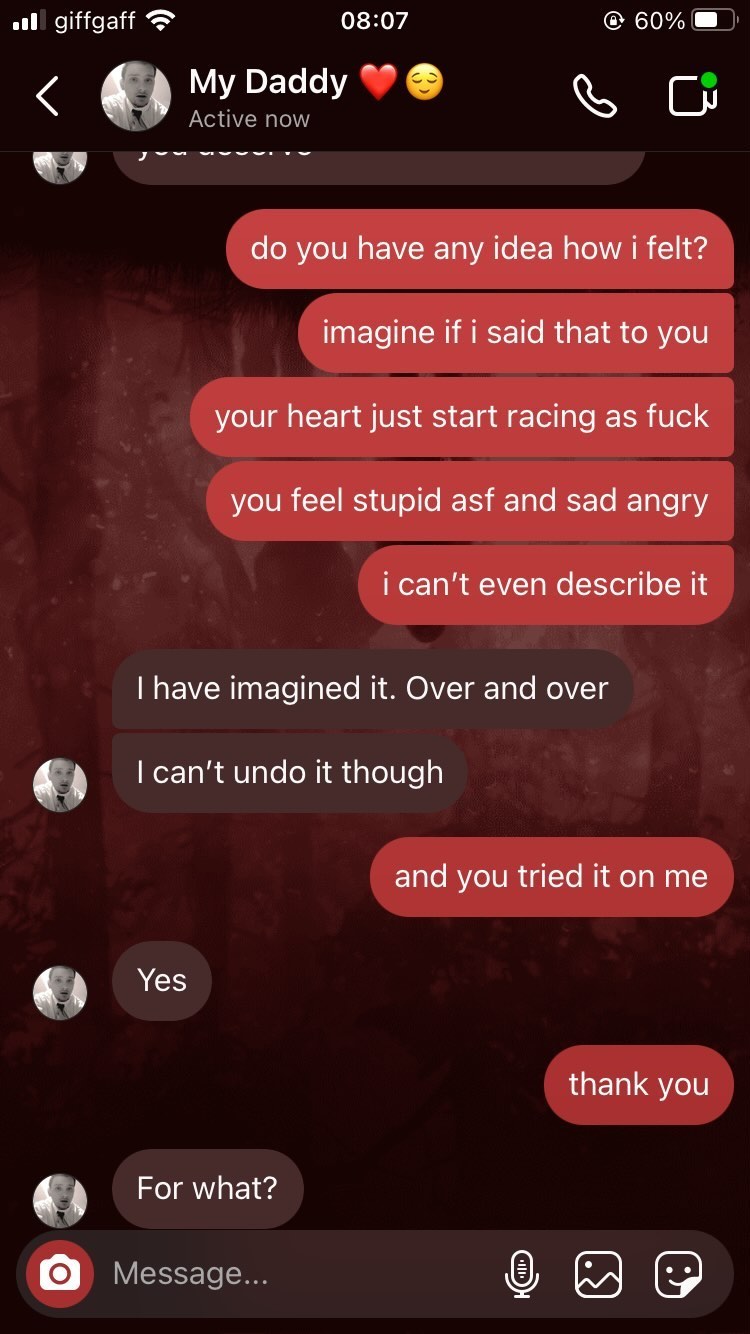 giffgaff 08:07 60%
My Daddy ❤️😌
Active now
do you have any idea how i felt?
imagine if i said that to you
your heart just start racing as fuck
you feel stupid asf and sad angry
i can’t even describe it
I have imagined it. Over and over
I can’t undo it though
and you tried it on me
Yes
thank you
For what?
Message...